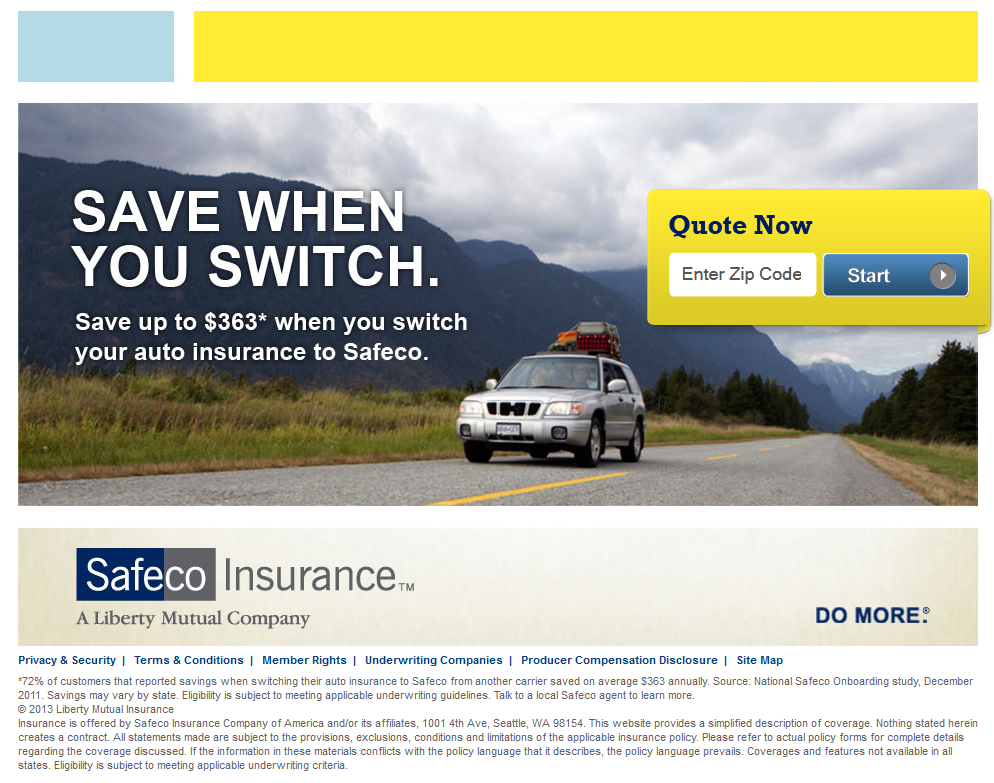 SAVE WHEN
YOU SWITCH.
Save up to $363* when you switch
your auto insurance to Safeco.
Quote Now
Enter Zip Code
Start
Safeco Insurance™
A Liberty Mutual Company
DO MORE.®
Privacy & Security | Terms & Conditions | Member Rights | Underwriting Companies | Producer Compensation Disclosure | Site Map
*72% of customers that reported savings when switching their auto insurance to Safeco from another carrier saved on average $363 annually. Source: National Safeco Onboarding study, December
2011. Savings may vary by state. Eligibility is subject to meeting applicable underwriting guidelines. Talk to a local Safeco agent to learn more.
© 2013 Liberty Mutual Insurance
Insurance is offered by Safeco Insurance Company of America and/or its affiliates, 1001 4th Ave, Seattle, WA 98154. This website provides a simplified description of coverage. Nothing stated herein
creates a contract. All statements made are subject to the provisions, exclusions, conditions and limitations of the applicable insurance policy. Please refer to actual policy forms for complete details
regarding the coverage discussed. If the information in these materials conflicts with the policy language that it describes, the policy language prevails. Coverages and features not available in all
states. Eligibility is subject to meeting applicable underwriting criteria.